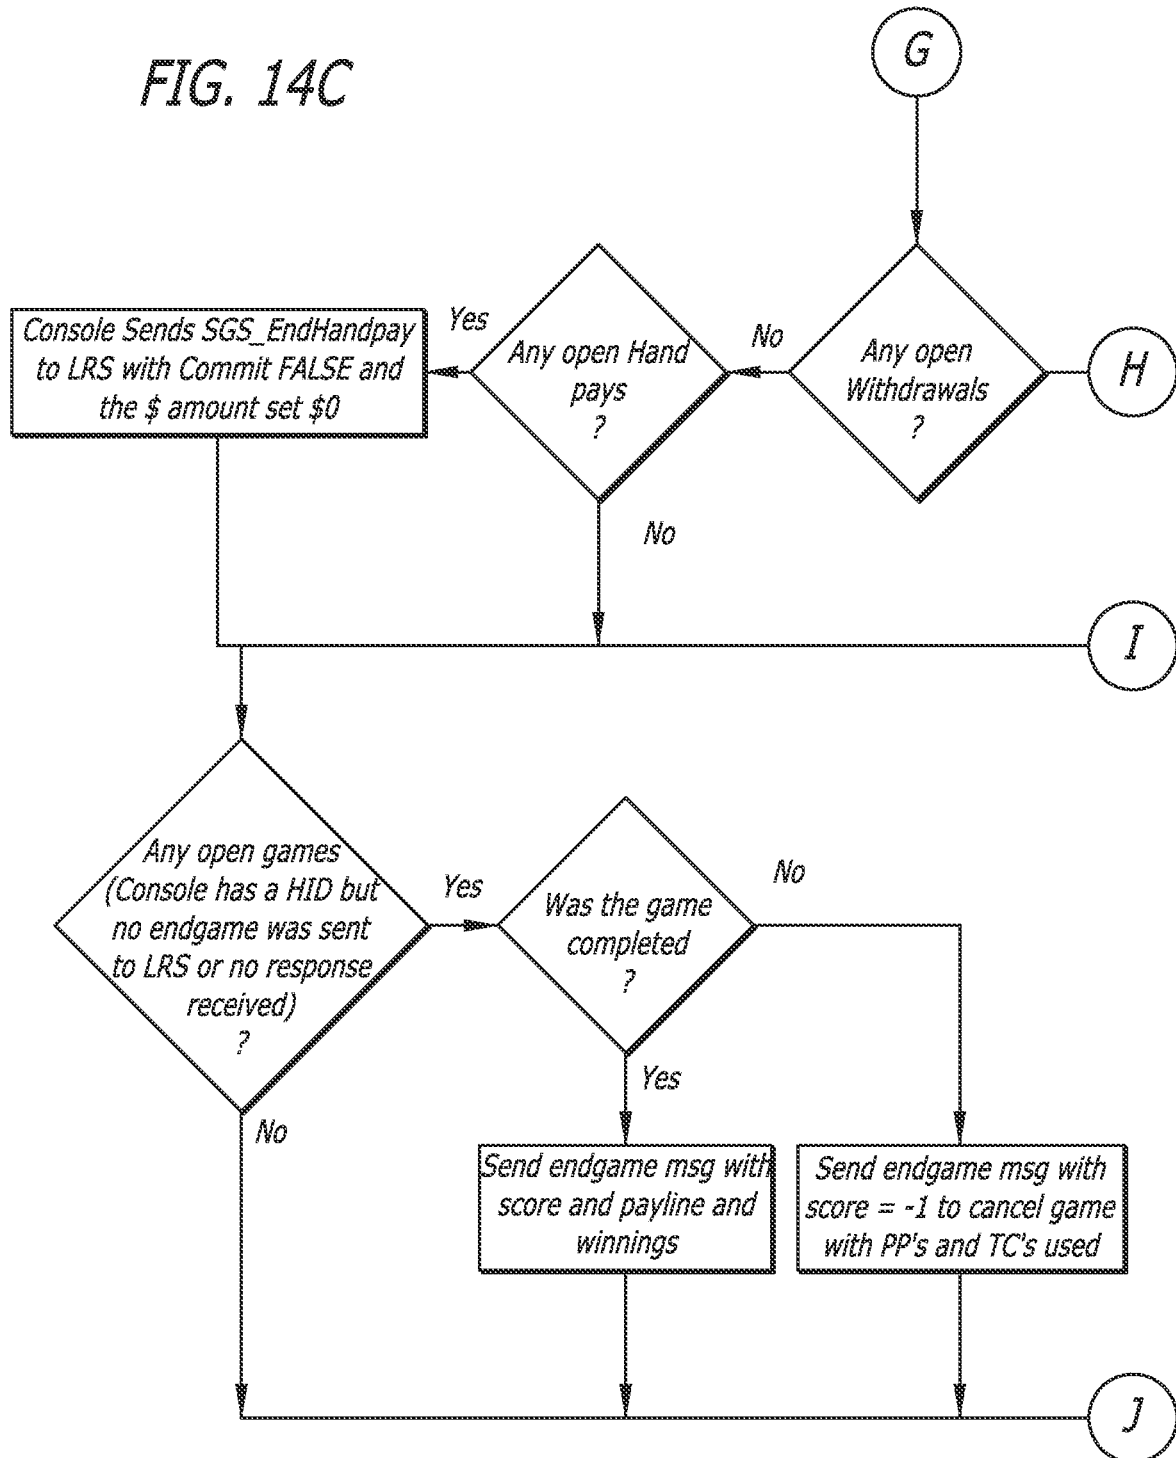 FIG. 14C
G
Any open
Withdrawals
?
No
H
Any open Hand
pays
?
Yes
Console Sends SGS_EndHandpay
to LRS with Commit FALSE and
the $ amount set $0
No
I
Any open games
(Console has a HID but
no endgame was sent
to LRS or no response
received)
?
Yes
Was the game
completed
?
No
Yes
No
Send endgame msg with
score and payline and
winnings
Send endgame msg with
score = -1 to cancel game
with PP's and TC's used
J